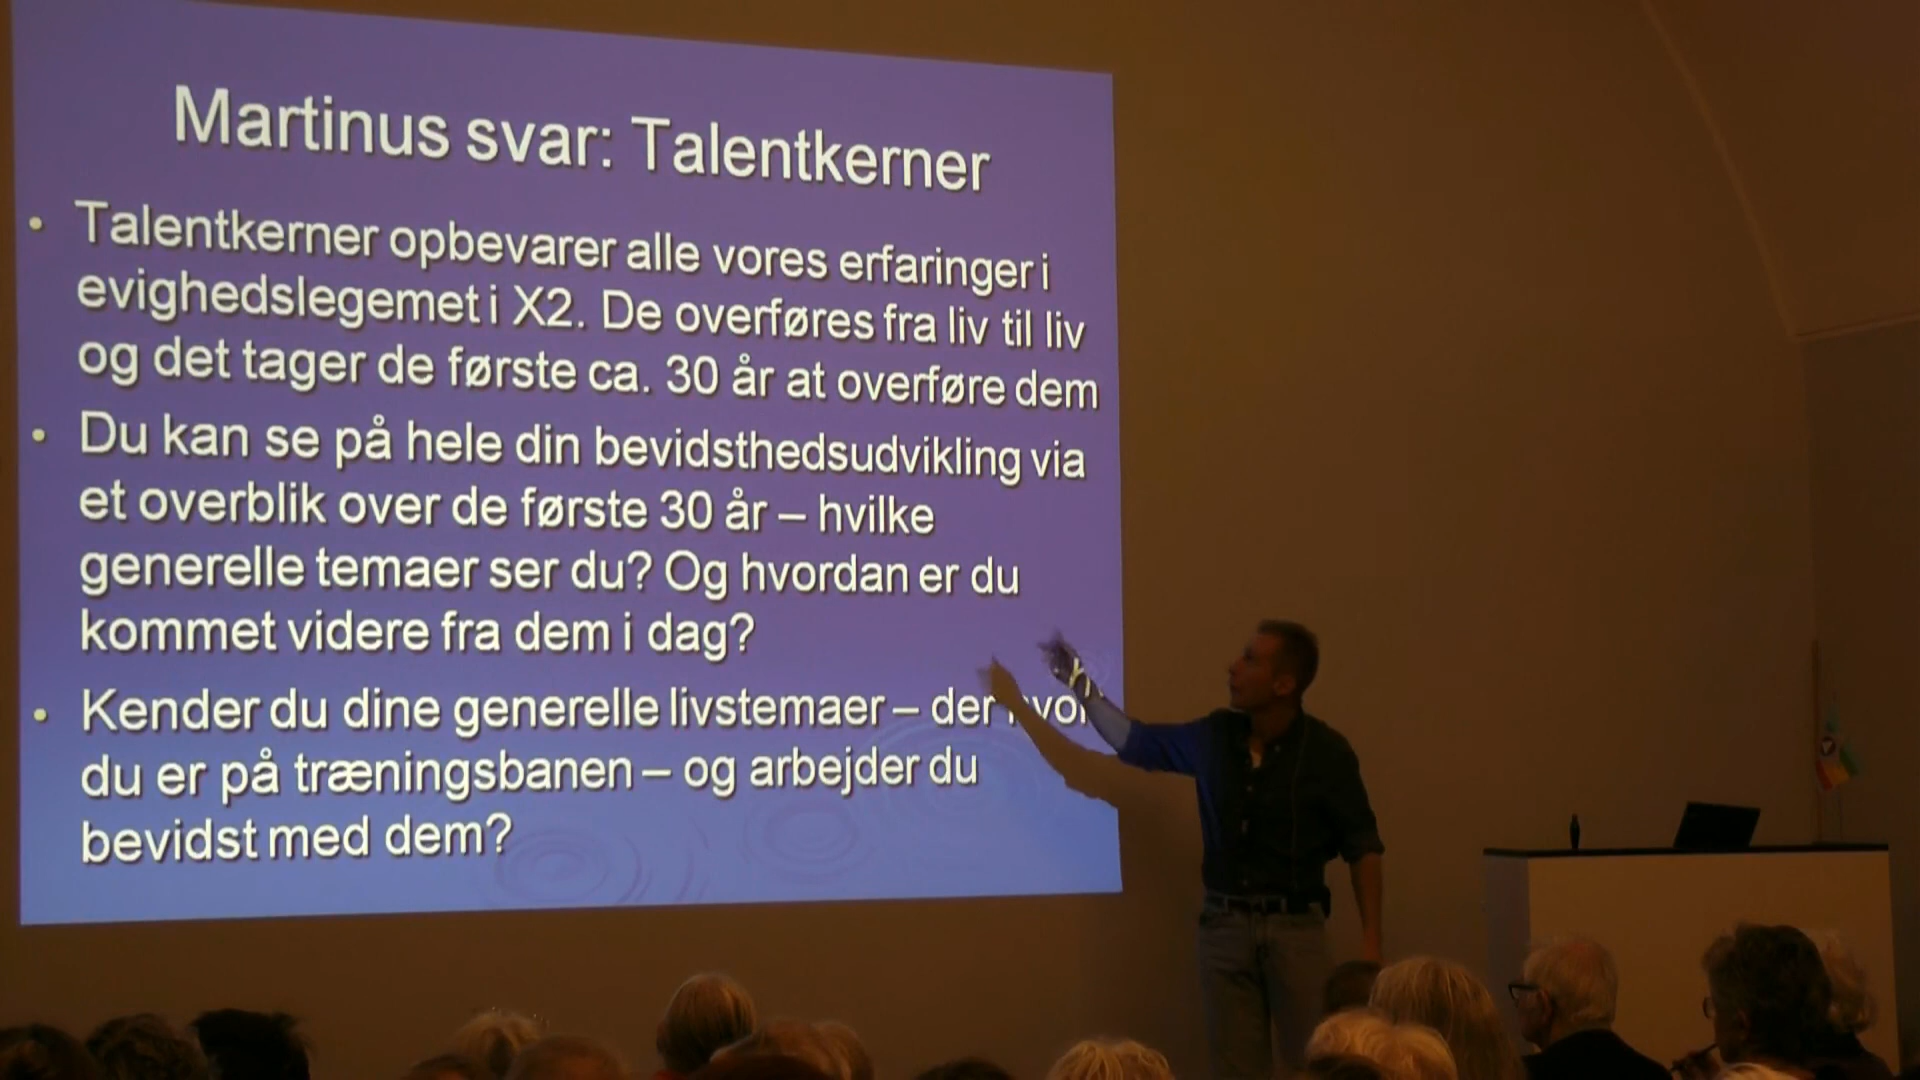 Martinus svar: Talentkerner
• Talentkerner opbevarer alle vores erfaringer i
evighedslegemet i X2. De overføres fra liv til liv
og det tager de første ca. 30 år at overføre dem
• Du kan se på hele din bevidsthedsudvikling via
et overblik over de første 30 år – hvilke
generelle temaer ser du? Og hvordan er du
kommet videre fra dem i dag?
• Kender du dine generelle livstemaer – der
du er på træningsbanen – og arbejder du
bevidst med dem?